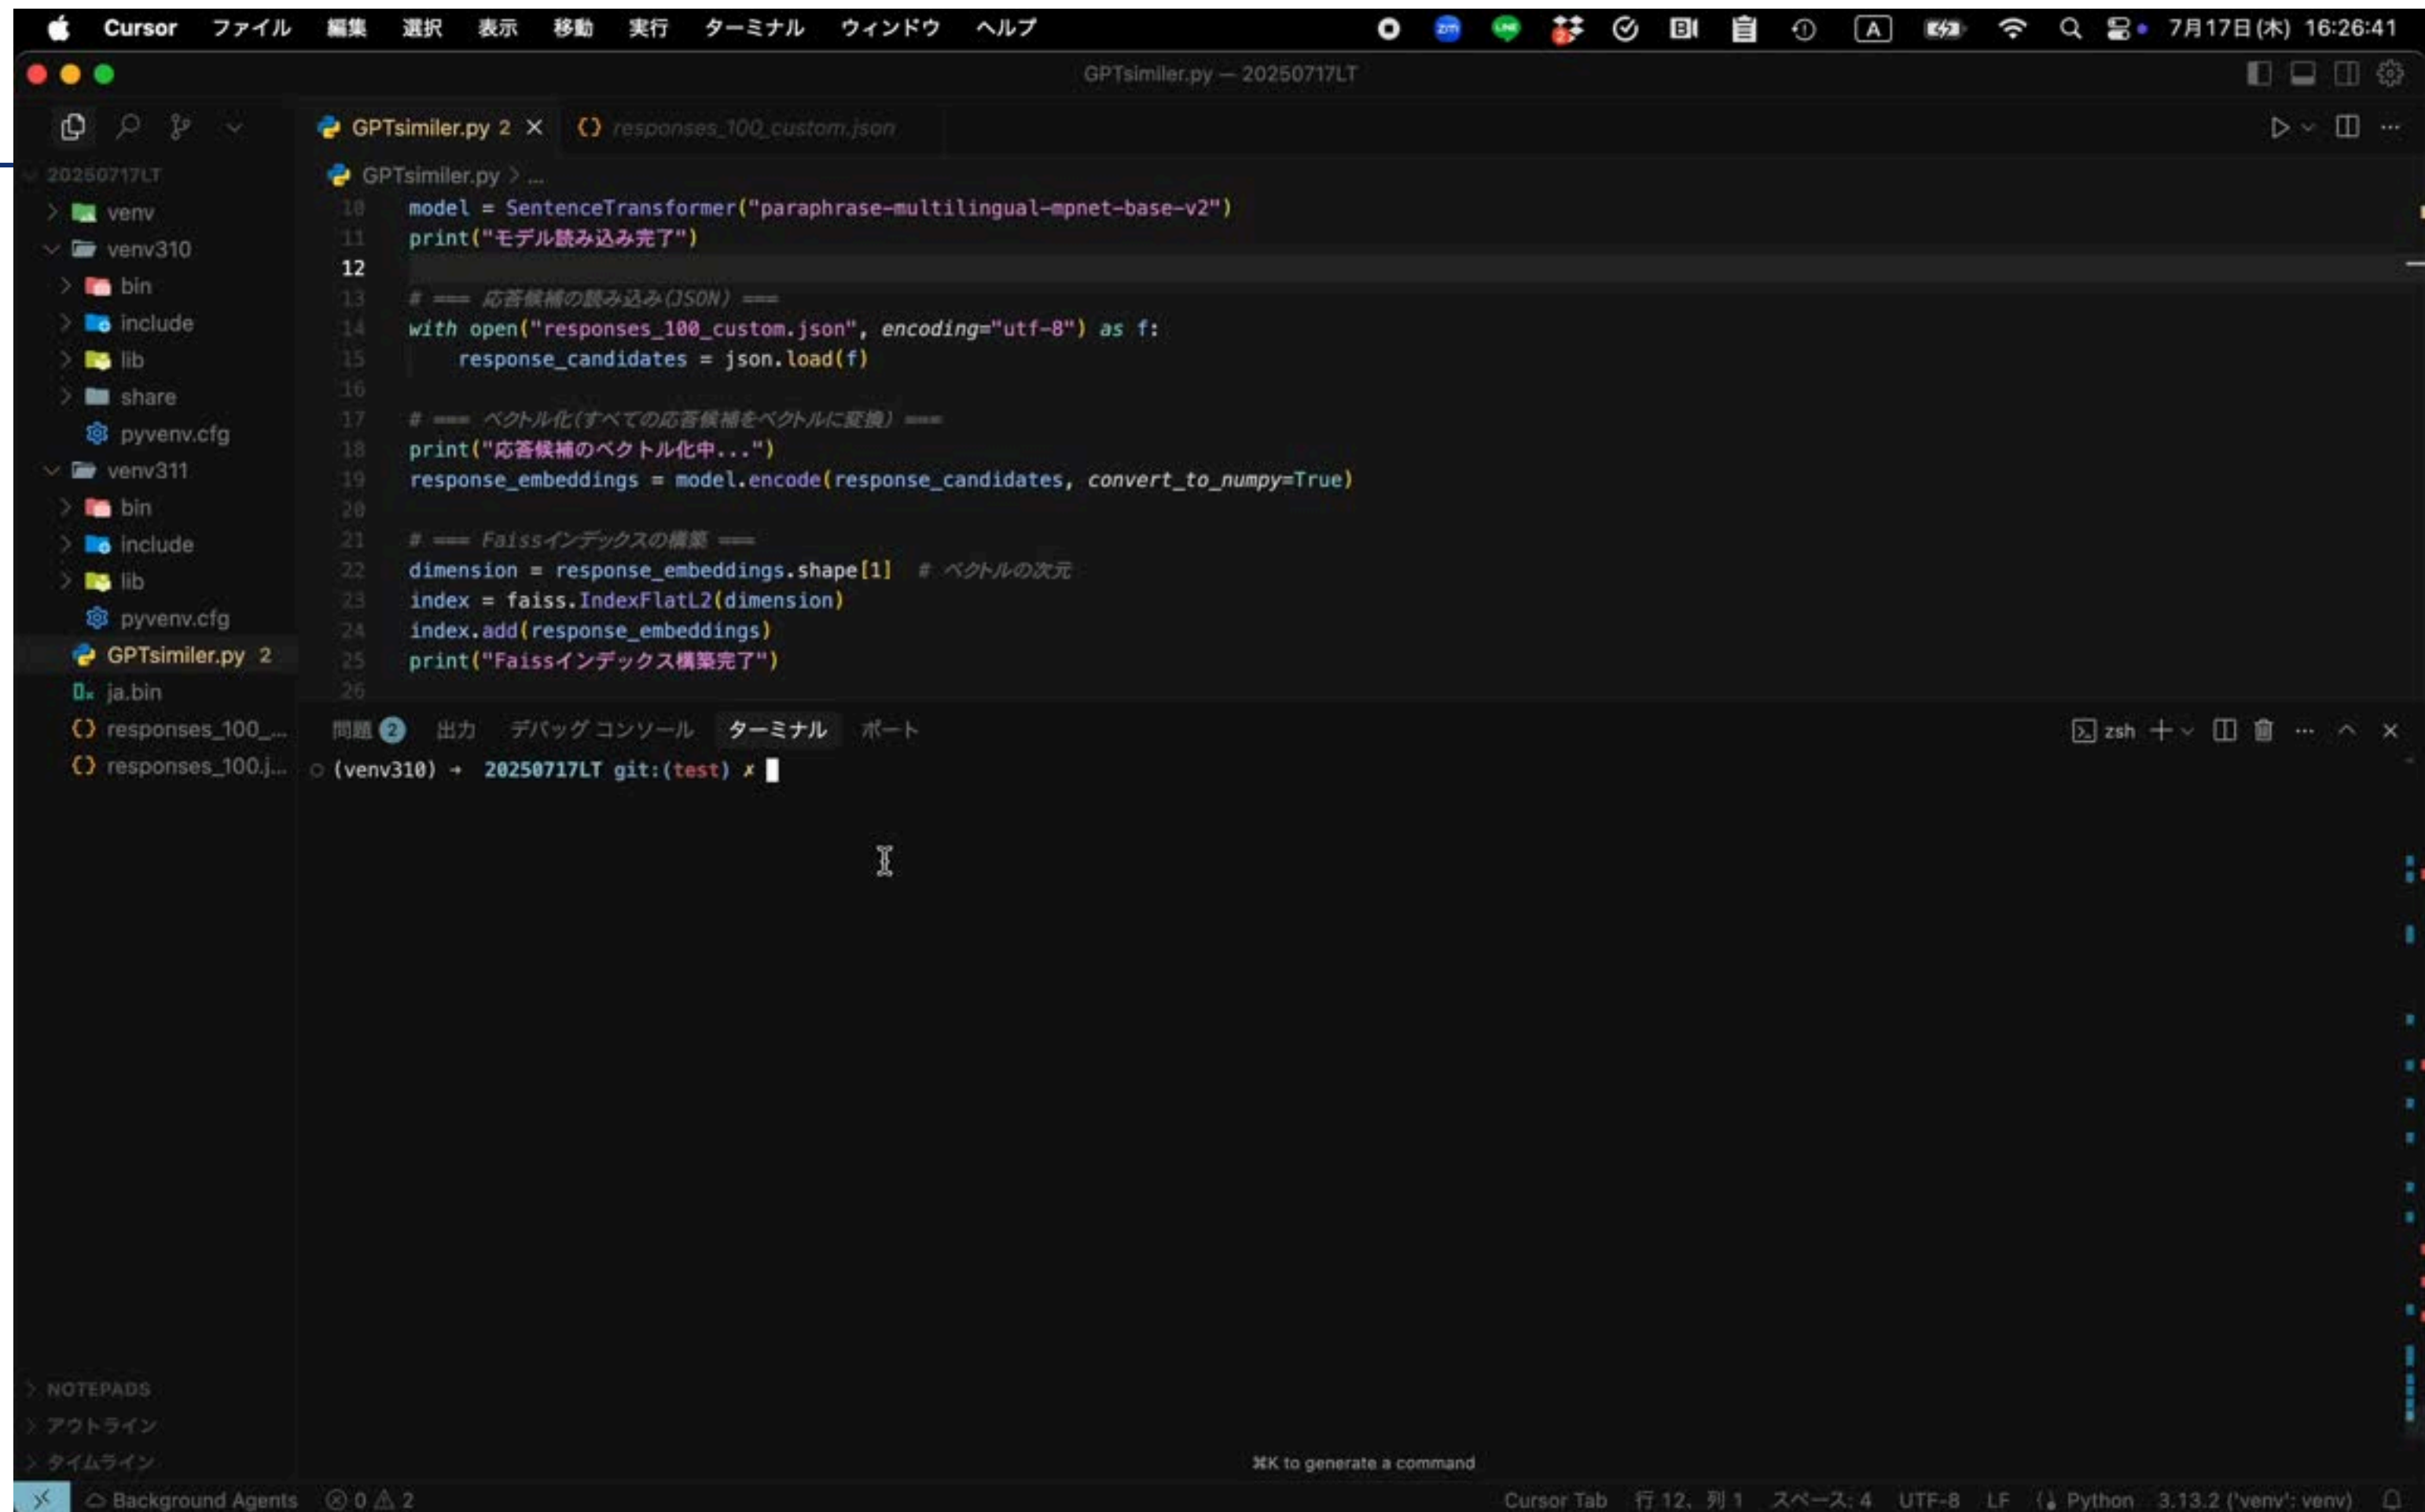 Cursor ファイル 編集 選択 表示 移動 実行 ターミナル ウィンドウ ヘルプ zm LINE 2 A 7月17日(木) 16:26:41
GPTsimiler.py — 20250717LT
GPTsimiler.py 2 responses_100_custom.json
20250717LT
venv
venv310
bin
include
lib
share
pyvenv.cfg
venv311
bin
include
lib
pyvenv.cfg
GPTsimiler.py 2
ja.bin
responses_100_...
responses_100.j...
NOTEPADS
アウトライン
タイムライン
GPTsimiler.py > ...
10 model = SentenceTransformer("paraphrase-multilingual-mpnet-base-v2")
11 print("モデル読み込み完了")
12
13 # === 応答候補の読み込み(JSON) ===
14 with open("responses_100_custom.json", encoding="utf-8") as f:
15 response_candidates = json.load(f)
16
17 # === ベクトル化(すべての応答候補をベクトルに変換) ===
18 print("応答候補のベクトル化中...")
19 response_embeddings = model.encode(response_candidates, convert_to_numpy=True)
20
21 # === Faissインデックスの構築 ===
22 dimension = response_embeddings.shape[1] # ベクトルの次元
23 index = faiss.IndexFlatL2(dimension)
24 index.add(response_embeddings)
25 print("Faissインデックス構築完了")
26
問題 2 出力 デバッグ コンソール ターミナル ポート zsh
(venv310) → 20250717LT git:(test) ✗
⌘K to generate a command
Background Agents 0 2 Cursor Tab 行 12、列 1 スペース: 4 UTF-8 LF Python 3.13.2 ('venv': venv)